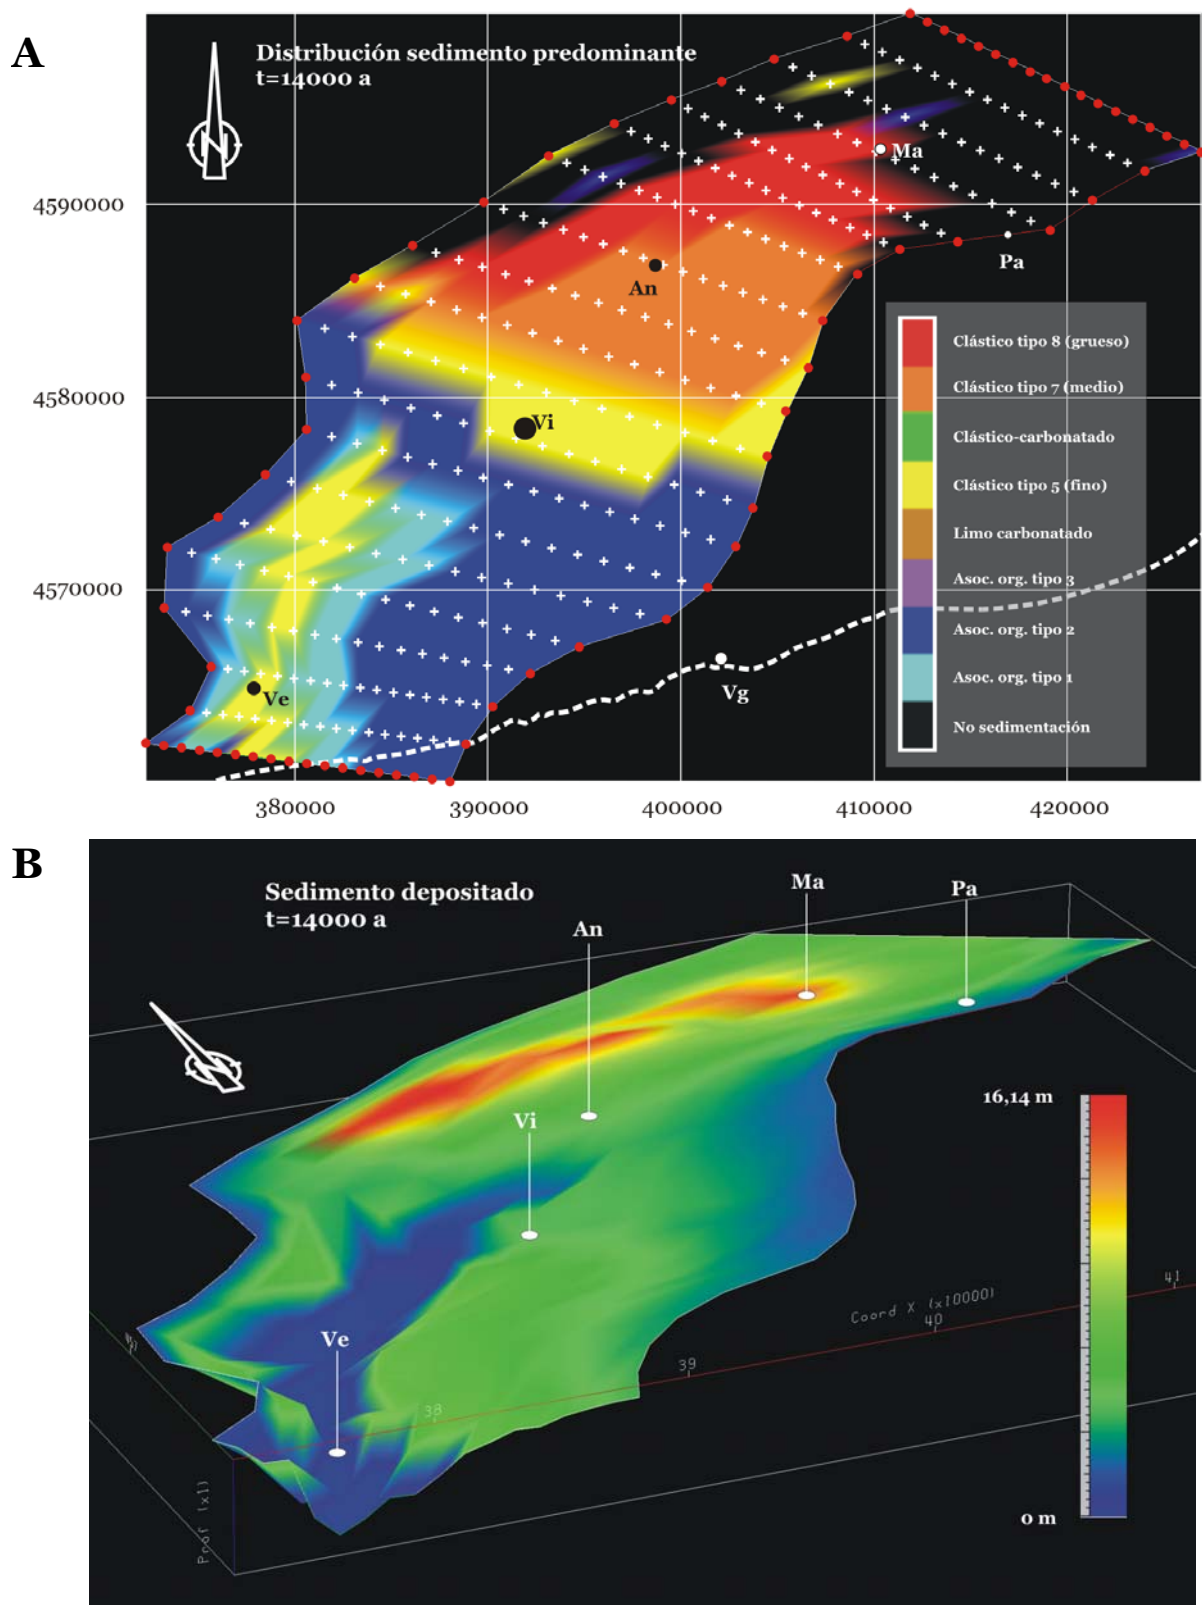 A
Distribución sedimento predominante
t=14000 a
N
Ma
4590000
Pa
An
Clástico tipo 8 (grueso)
Clástico tipo 7 (medio)
4580000
Vi
Clástico-carbonatado
Clástico tipo 5 (fino)
Limo carbonatado
4570000
Asoc. org. tipo 3
Asoc. org. tipo 2
Asoc. org. tipo 1
Ve
Vg
No sedimentación
380000 390000 400000 410000 420000
B
Sedimento depositado
t=14000 a
Ma
Pa
An
Vi
16,14 m
Ve
Coord X (x10000)
38
39
40
41
Prof (x1)
0 m